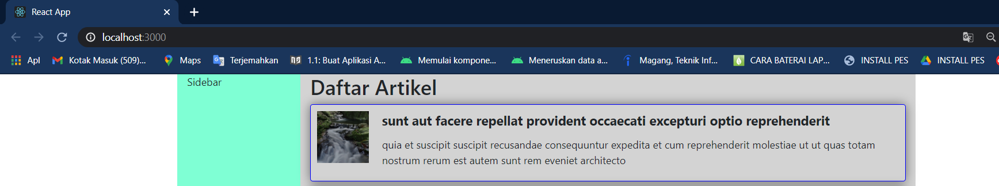 React App
localhost:3000
Apl Kotak Masuk (509)... Maps Terjemahkan 1.1: Buat Aplikasi A... Memulai kompone... Meneruskan data a... Magang, Teknik Inf... CARA BATERAI LAP... INSTALL PES INSTALL PES
Sidebar
Daftar Artikel
sunt aut facere repellat provident occaecati excepturi optio reprehenderit
quia et suscipit suscipit recusandae consequuntur expedita et cum reprehenderit molestiae ut ut quas totam
nostrum rerum est autem sunt rem eveniet architecto